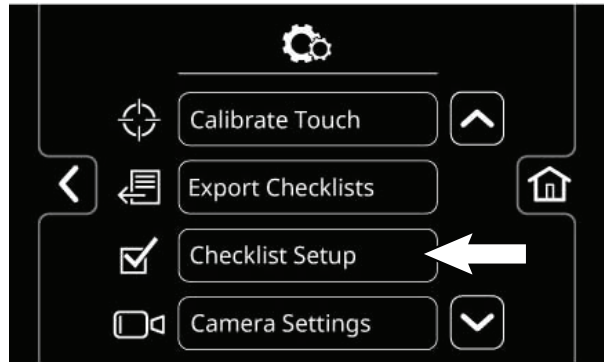 Calibrate Touch
Export Checklists
Checklist Setup
Camera Settings